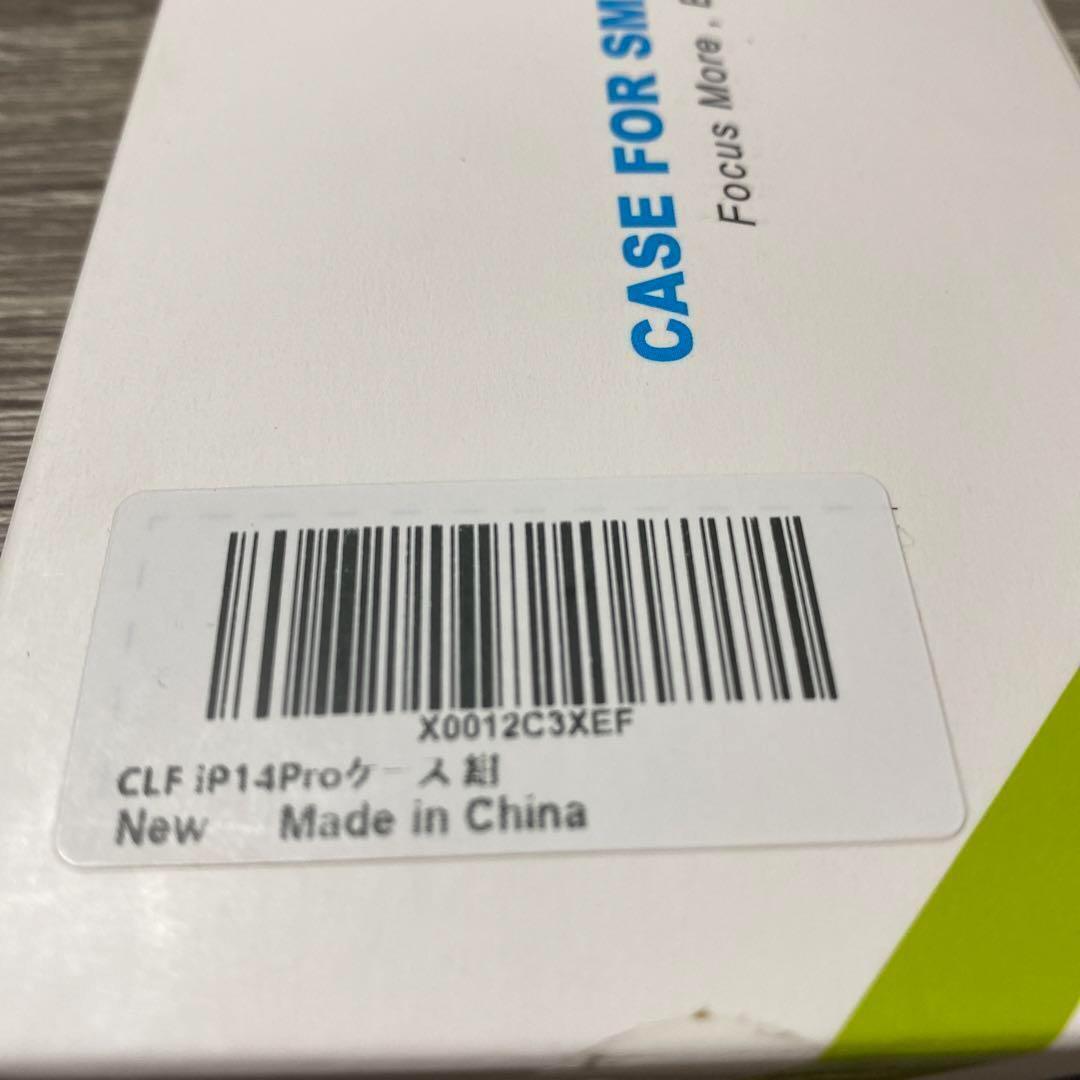 CASE FOR SM
Focus More , B
X0012C3XEF
CLF iP14Proケース 紺
New Made in China